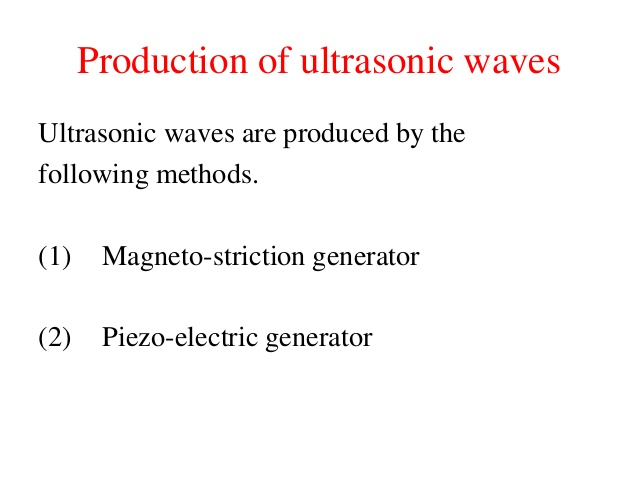 Production of ultrasonic waves
Ultrasonic waves are produced by the
following methods.
(1) Magneto-striction generator
(2) Piezo-electric generator